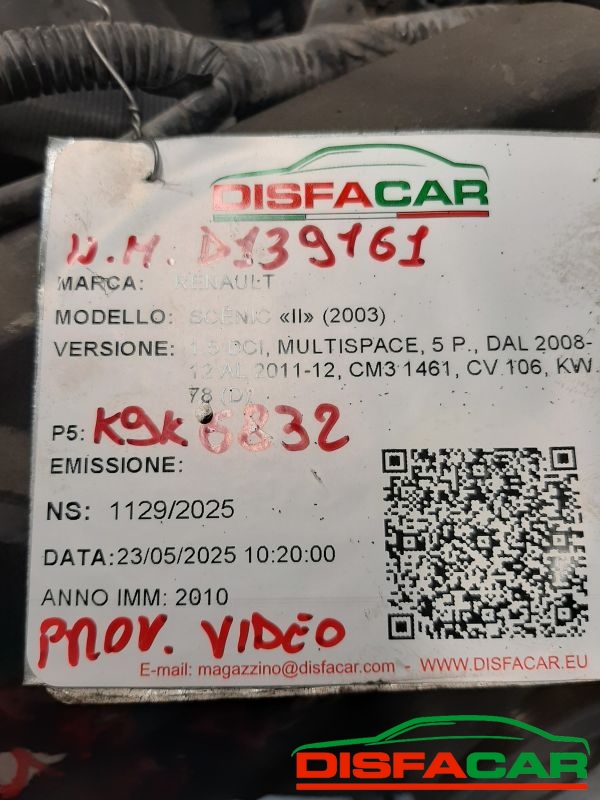 DISFACAR
N.M. D139161
MARCA: RENAULT
MODELLO: SCÉNIC «II» (2003)
VERSIONE: 1.5 DCI, MULTISPACE, 5 P., DAL 2008-
12 AL 2011-12, CM3 1461, CV 106, KW
78 (D)
P5: K9K 6832
EMISSIONE:
NS: 1129/2025
DATA:23/05/2025 10:20:00
ANNO IMM: 2010
PROV. VIDEO
E-mail: magazzino@disfacar.com - WWW.DISFACAR.EU
DISFACAR